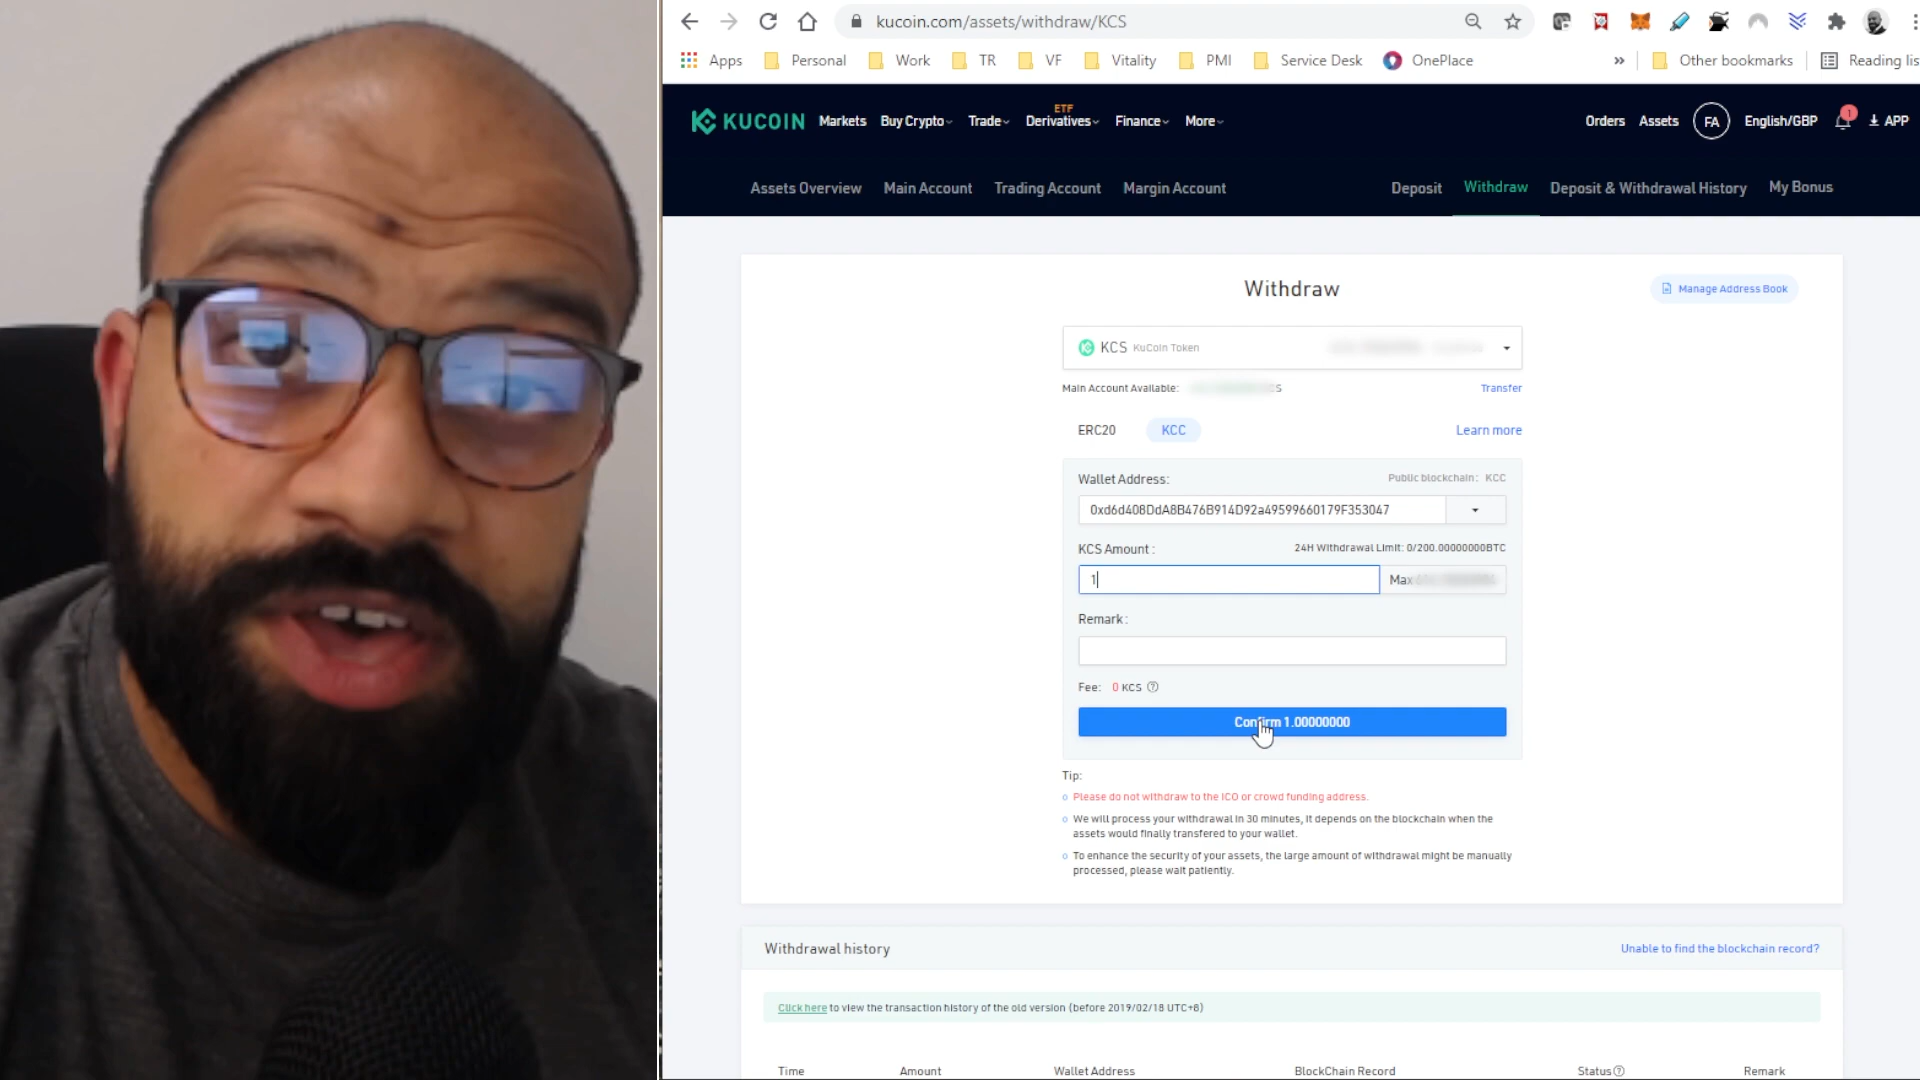 kucoin.com/assets/withdraw/KCS
Apps Personal Work TR VF Vitality PMI Service Desk OnePlace » Other bookmarks Reading lis
KUCOIN Markets Buy Crypto Trade ETF Derivatives Finance More Orders Assets FA English/GBP 1 APP
Assets Overview Main Account Trading Account Margin Account Deposit Withdraw Deposit & Withdrawal History My Bonus
Withdraw
Manage Address Book
KCS KuCoin Token
Main Account Available: CS Transfer
ERC20 KCC Learn more
Wallet Address: Public blockchain: KCC
0xd6d408DdA8B476B914D92a49599660179F353047
KCS Amount : 24H Withdrawal Limit: 0/200.00000000BTC
1 Max
Remark :
Fee: 0 KCS
Confirm 1.00000000
Tip:
Please do not withdraw to the ICO or crowd funding address.
We will process your withdrawal in 30 minutes, it depends on the blockchain when the
assets would finally transfered to your wallet.
To enhance the security of your assets, the large amount of withdrawal might be manually
processed, please wait patiently.
Withdrawal history Unable to find the blockchain record?
Click here to view the transaction history of the old version (before 2019/02/18 UTC+8)
Time Amount Wallet Address BlockChain Record Status Remark